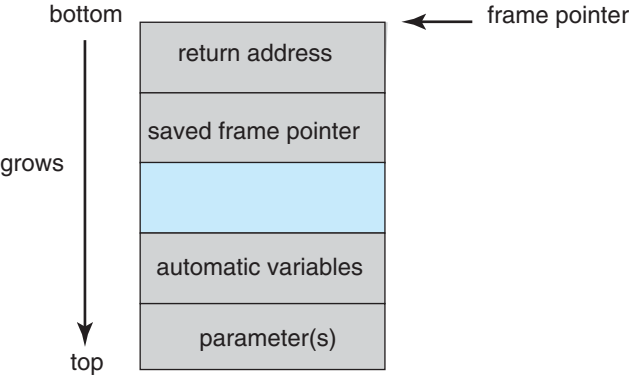 bottom
frame pointer
return address
saved frame pointer
grows
automatic variables
parameter(s)
top